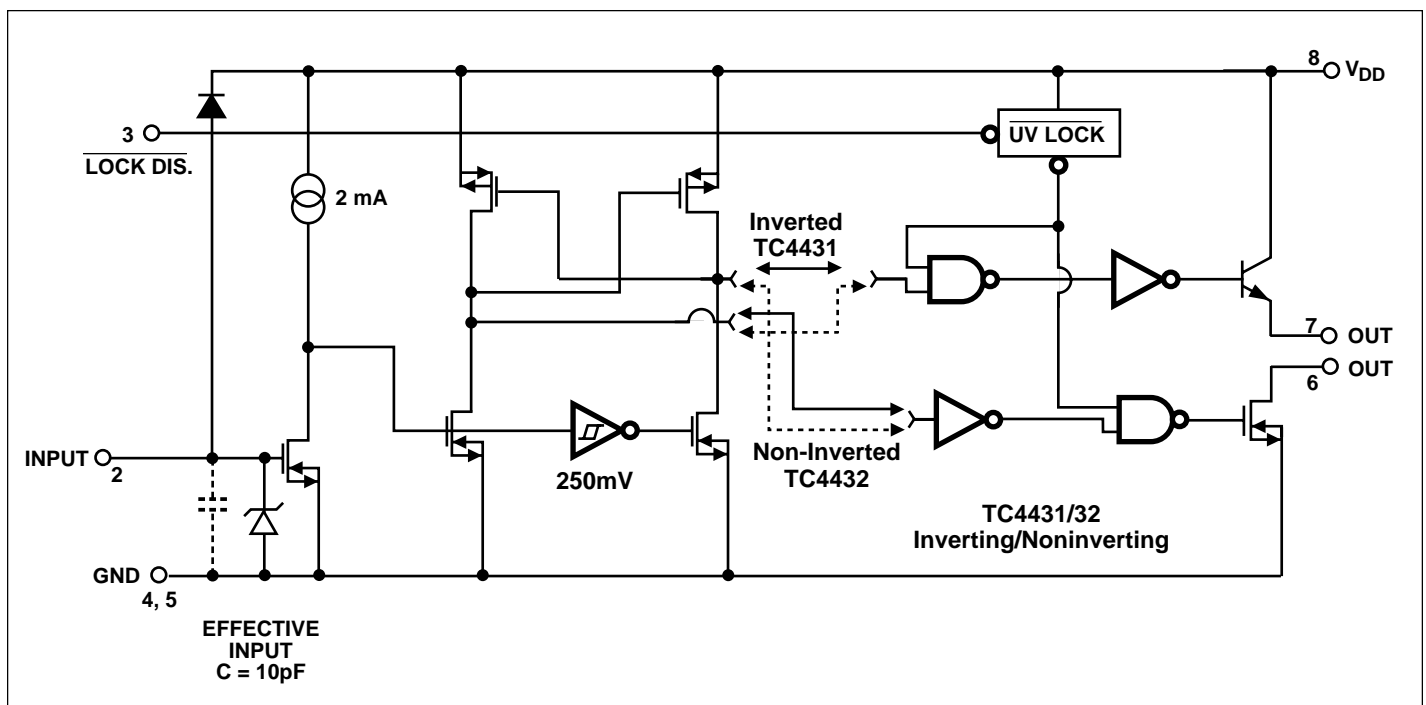 8
VDD
3
LOCK DIS.
UV LOCK
2 mA
Inverted
TC4431
7
OUT
OUT
6
INPUT
2
250mV
Non-Inverted
TC4432
TC4431/32
Inverting/Noninverting
GND
4, 5
EFFECTIVE
INPUT
C = 10pF